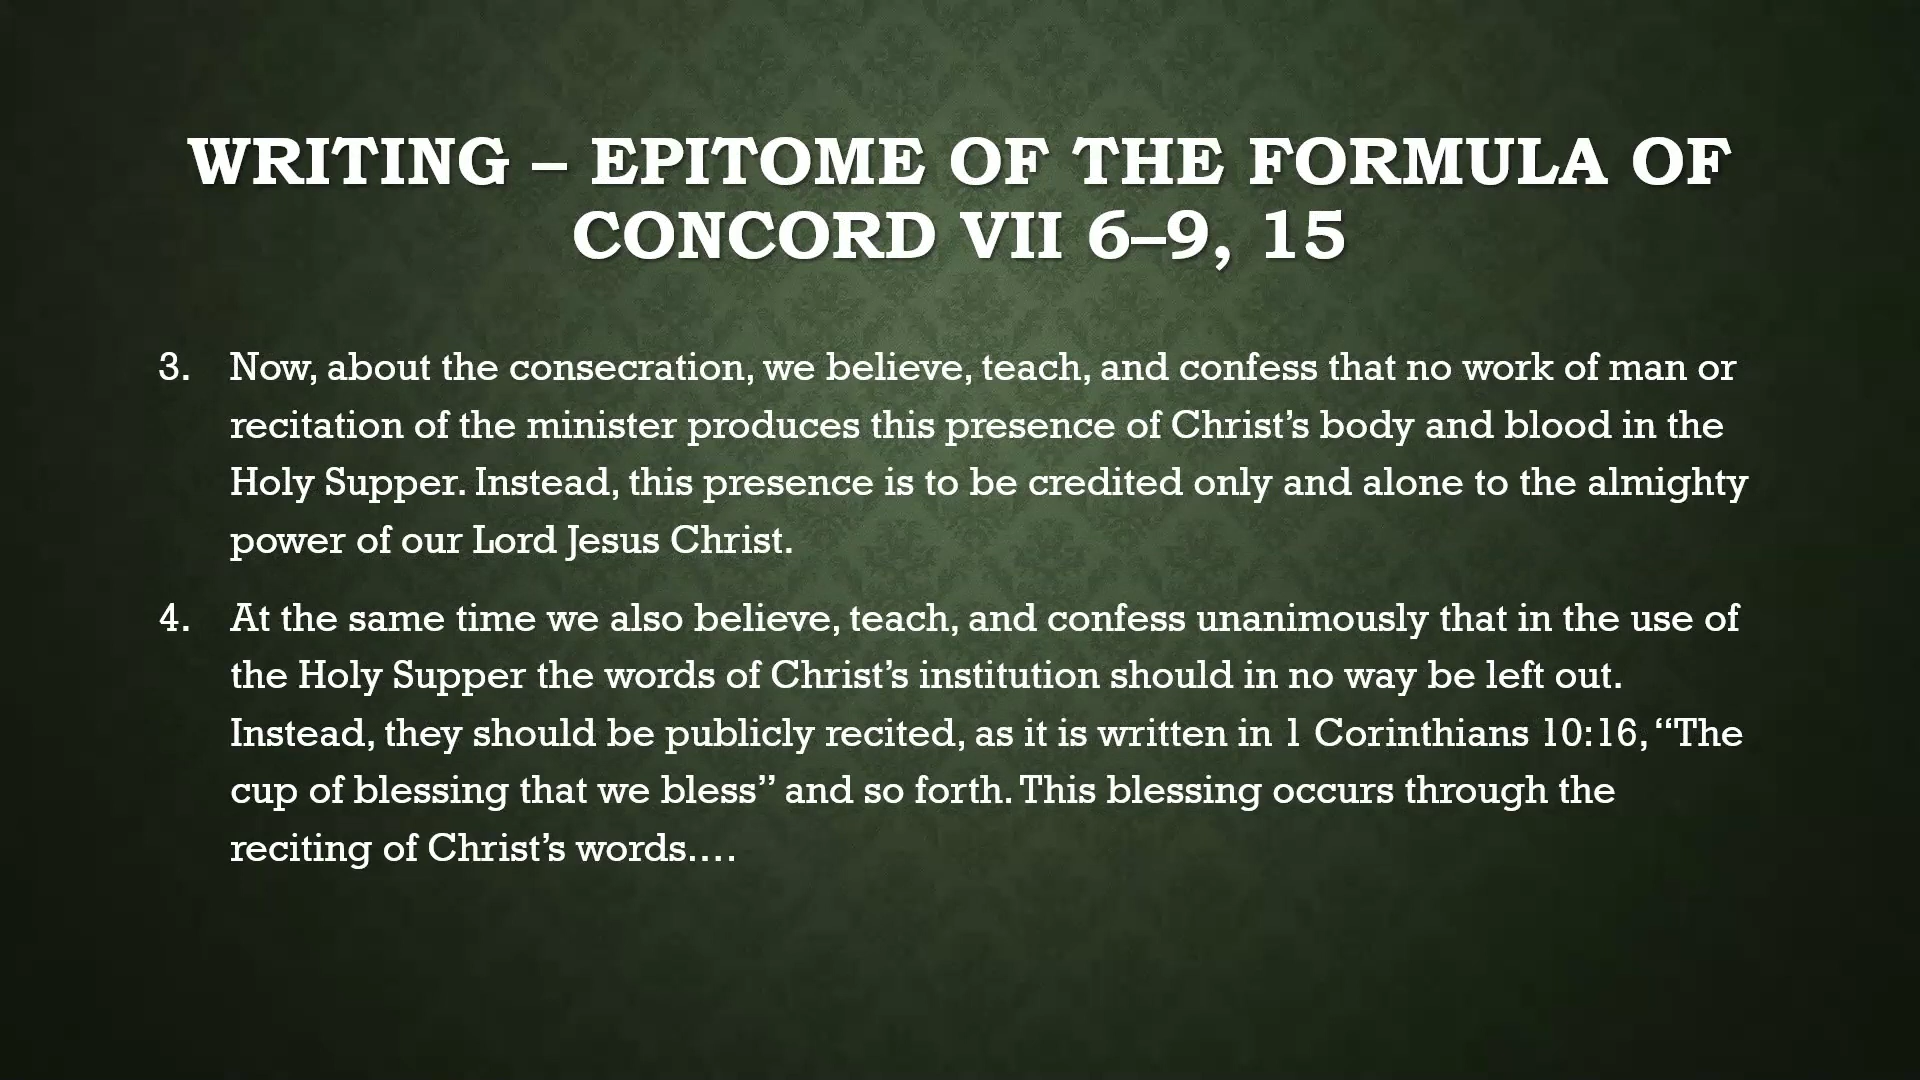 WRITING – EPITOME OF THE FORMULA OF
CONCORD VII 6–9, 15
3. Now, about the consecration, we believe, teach, and confess that no work of man or
recitation of the minister produces this presence of Christ’s body and blood in the
Holy Supper. Instead, this presence is to be credited only and alone to the almighty
power of our Lord Jesus Christ.
4. At the same time we also believe, teach, and confess unanimously that in the use of
the Holy Supper the words of Christ’s institution should in no way be left out.
Instead, they should be publicly recited, as it is written in 1 Corinthians 10:16, “The
cup of blessing that we bless” and so forth. This blessing occurs through the
reciting of Christ’s words….